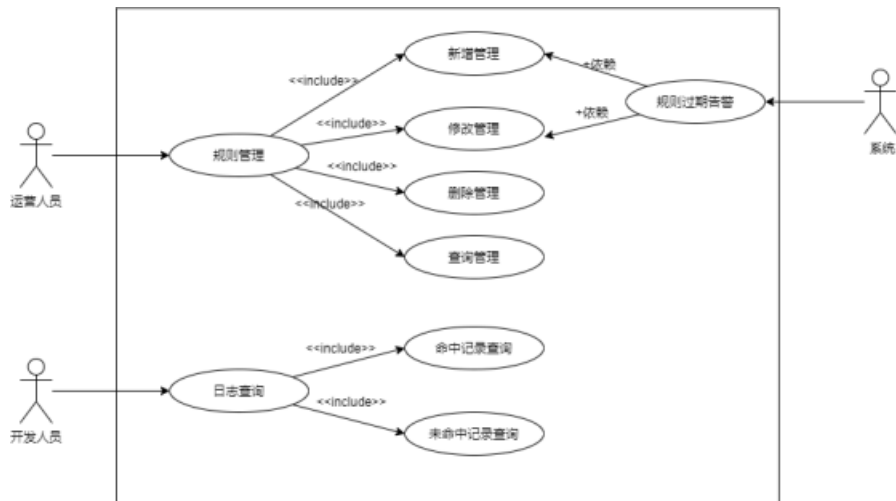 新增管理
+依赖
<<include>>
规则过期告警
<<include>>
+依赖
修改管理
系统
规则管理
<<include>>
运营人员
删除管理
<<include>>
查询管理
<<include>>
命中记录查询
日志查询
<<include>>
开发人员
未命中记录查询